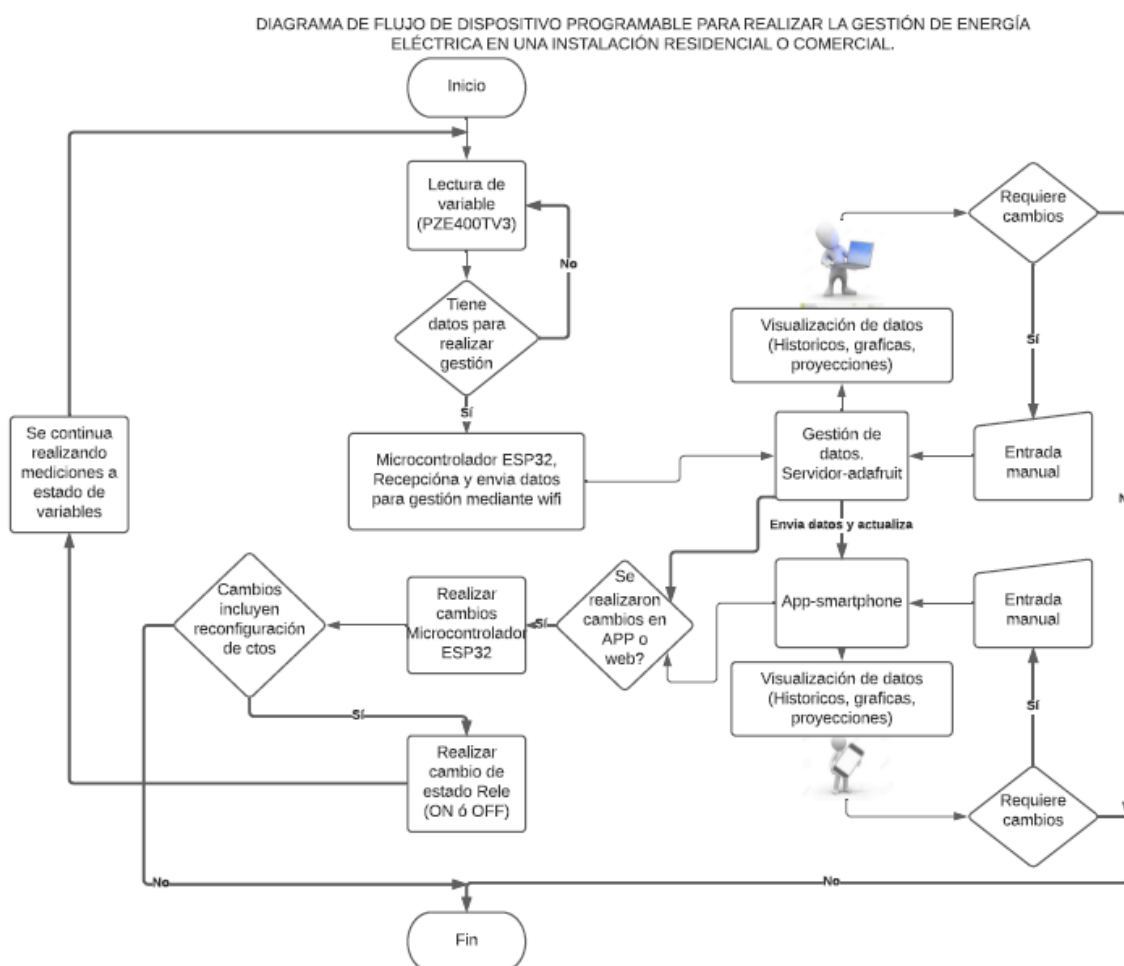 DIAGRAMA DE FLUJO DE DISPOSITIVO PROGRAMABLE PARA REALIZAR LA GESTIÓN DE ENERGÍA
ELÉCTRICA EN UNA INSTALACIÓN RESIDENCIAL O COMERCIAL.
Inicio
Lectura de
variable
(PZE400TV3)
No
Tiene
datos para
realizar
gestión
Sí
Microcontrolador ESP32,
Recepcióna y envia datos
para gestión mediante wifi
Requiere
cambios
Sí
Visualización de datos
(Historicos, graficas,
proyecciones)
Gestión de
datos.
Servidor-adafruit
Entrada
manual
Envia datos y actualiza
App-smartphone
Entrada
manual
Visualización de datos
(Historicos, graficas,
proyecciones)
Sí
Requiere
cambios
Se
realizaron
cambios en
APP o
web?
Sí
Realizar
cambios
Microcontrolador
ESP32
Cambios
incluyen
reconfiguración
de ctos
Sí
Realizar
cambio de
estado Rele
(ON ó OFF)
Se continua
realizando
mediciones a
estado de
variables
No
No
Fin